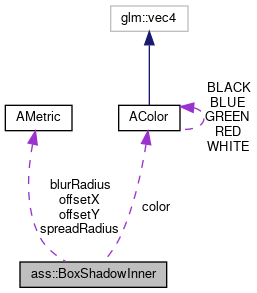 glm::vec4
BLACK
BLUE
GREEN
RED
WHITE
AMetric
AColor
blurRadius
offsetX
offsetY
spreadRadius
color
ass::BoxShadowInner